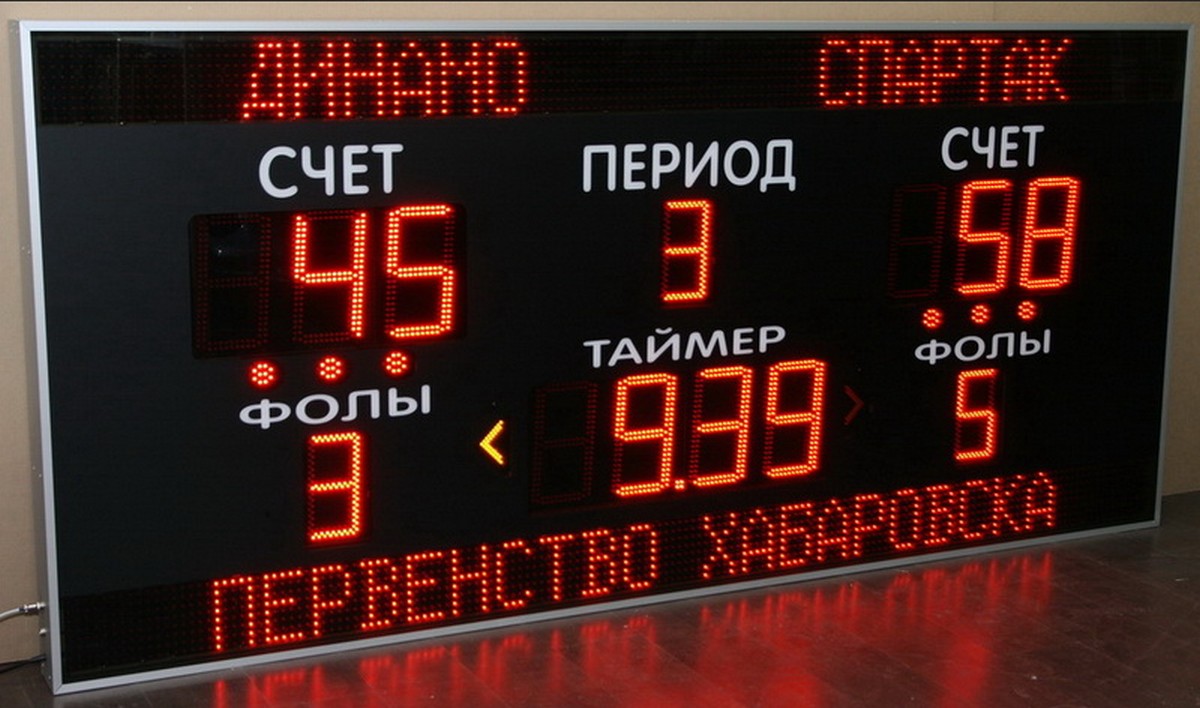 ДИНАМО СПАРТАК
СЧЕТ ПЕРИОД СЧЕТ
45 3 58
ТАЙМЕР
ФОЛЫ ФОЛЫ
3 < 9.39 > 5
ПЕРВЕНСТВО ХАБАРОВСКА